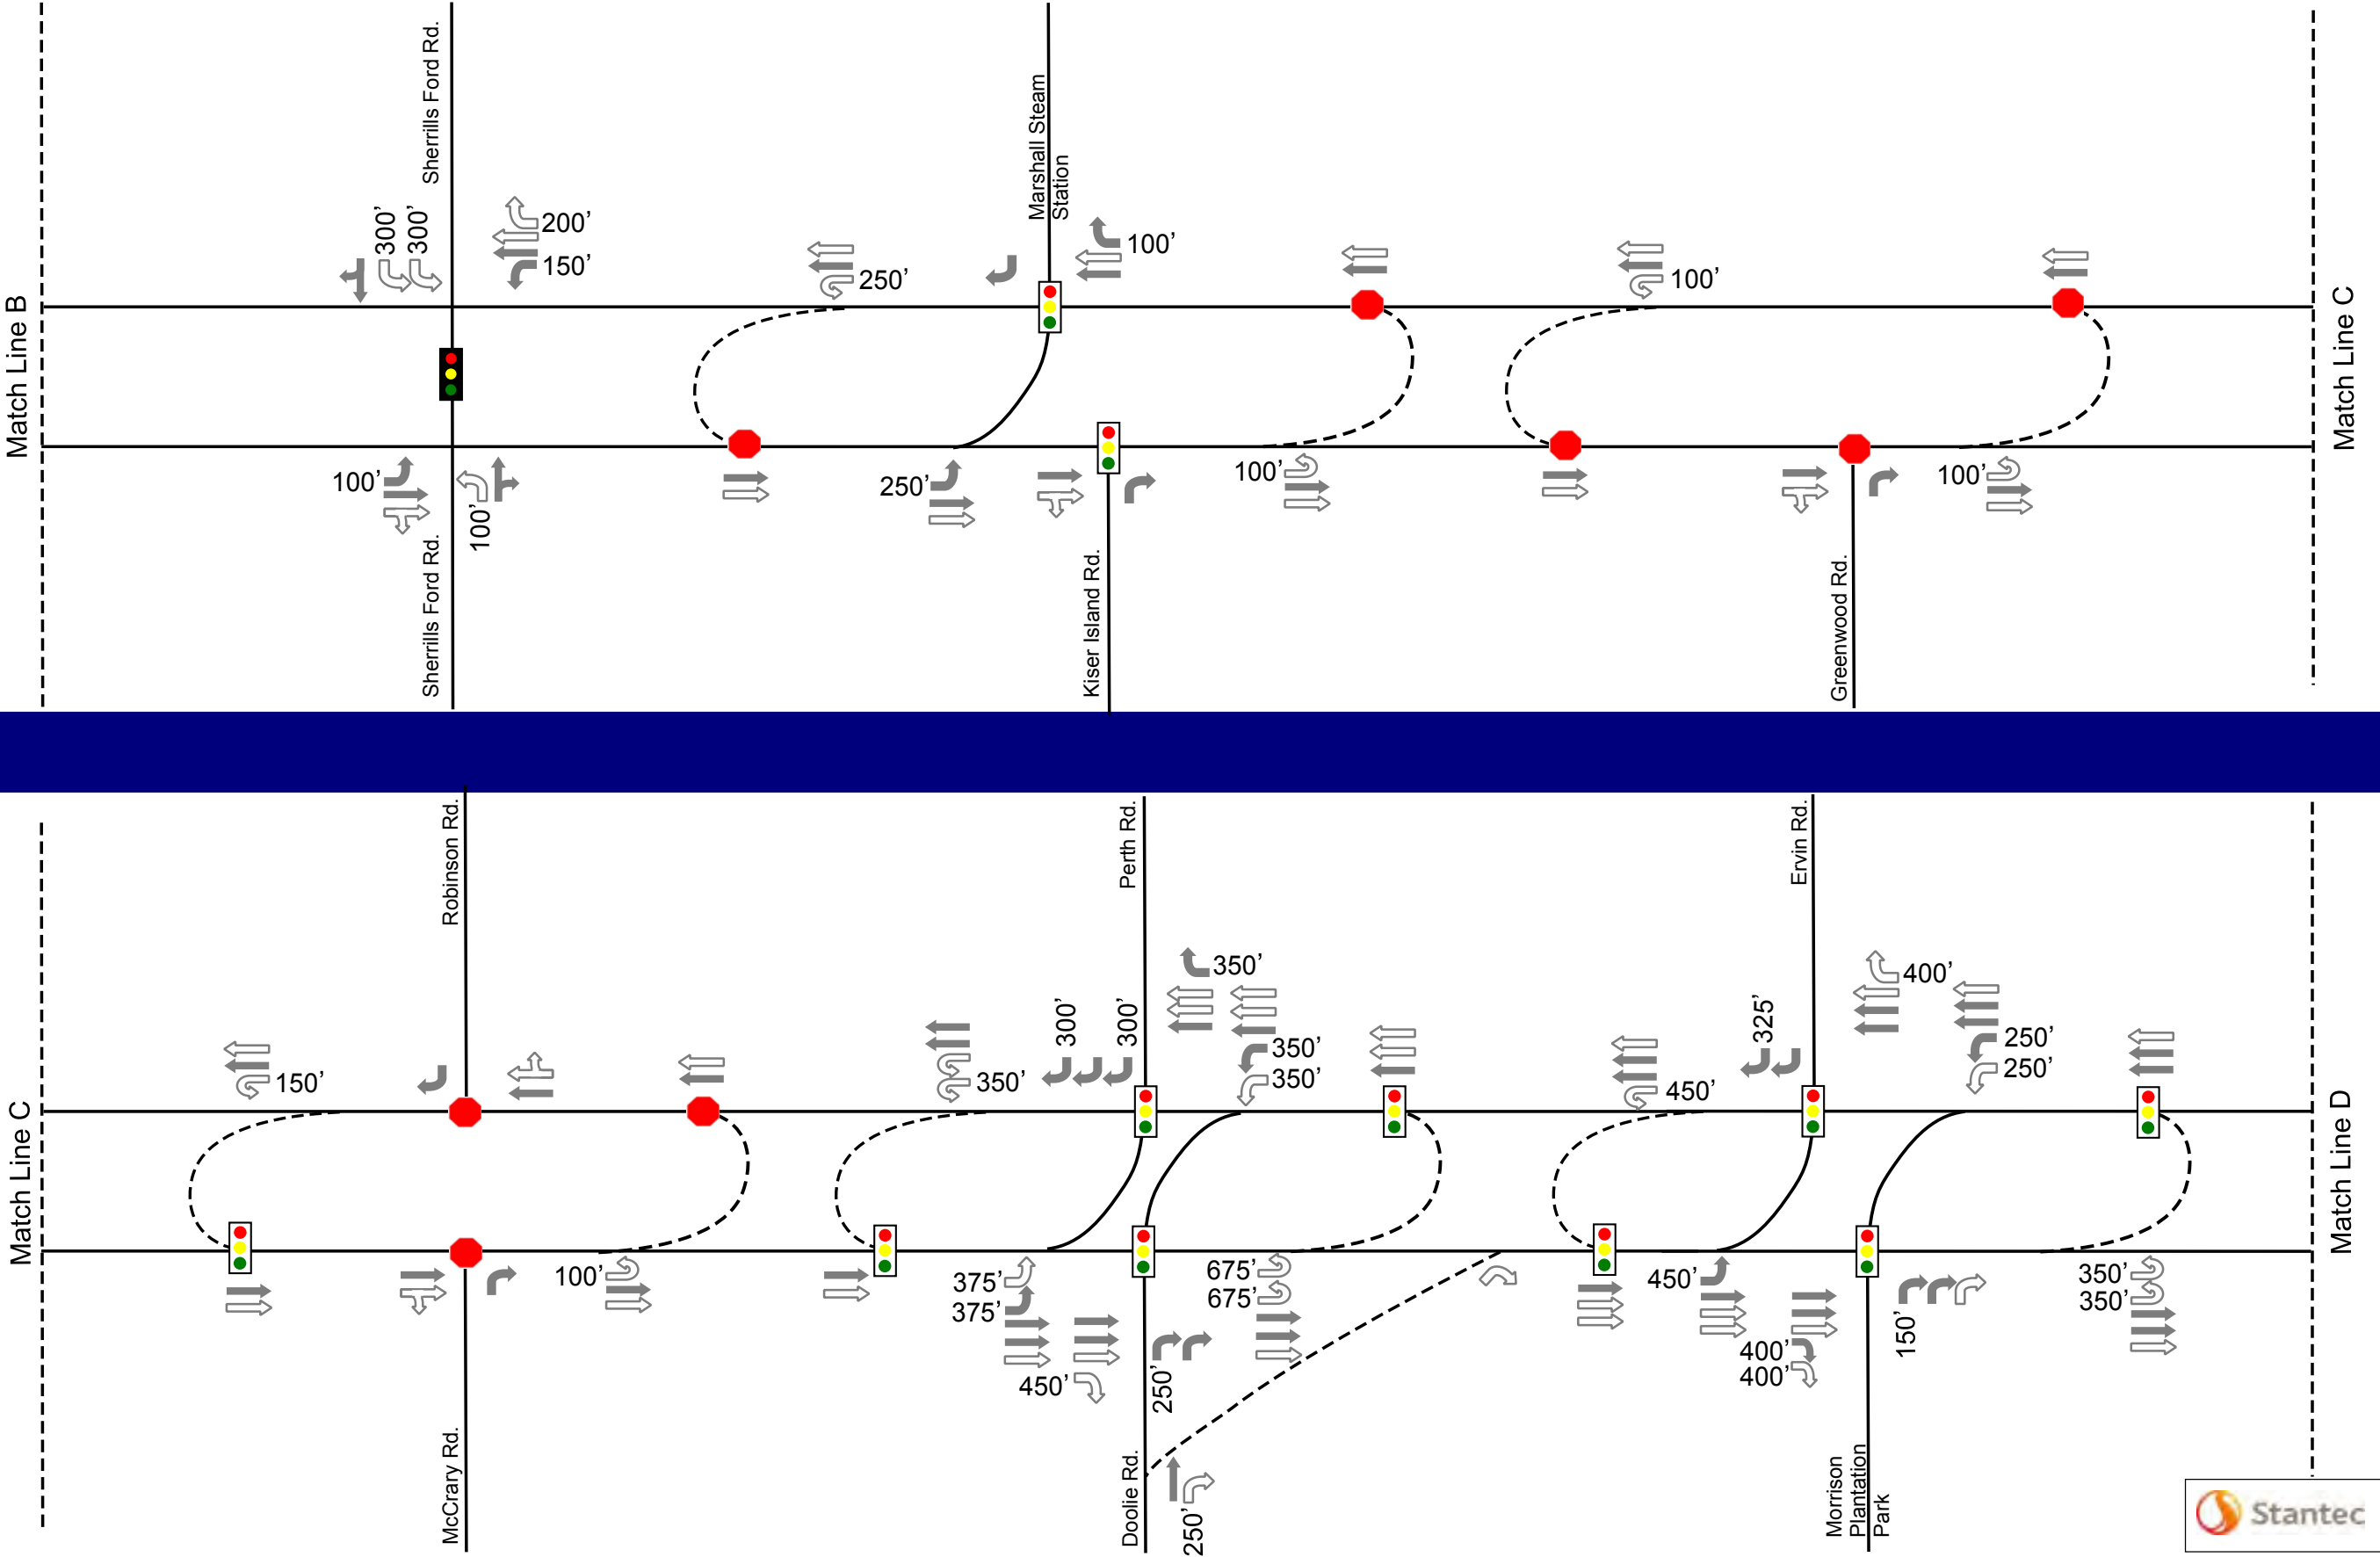 Match Line B
Sherrills Ford Rd.
300’
300’
200’
150’
250’
Marshall Steam
Station
100’
100’
Match Line C
100’
100’
Sherrills Ford Rd.
250’
Kiser Island Rd.
100’
Greenwood Rd.
100’
Match Line C
Robinson Rd.
150’
100’
McCrary Rd.
Perth Rd.
350’
300’
300’
350’
350’
350’
375’
375’
450’
250’
675’
675’
Doolie Rd.
250’
Ervin Rd.
325’
400’
450’
250’
250’
450’
400’
400’
150’
350’
350’
Morrison
Plantation
Park
Match Line D
Stantec